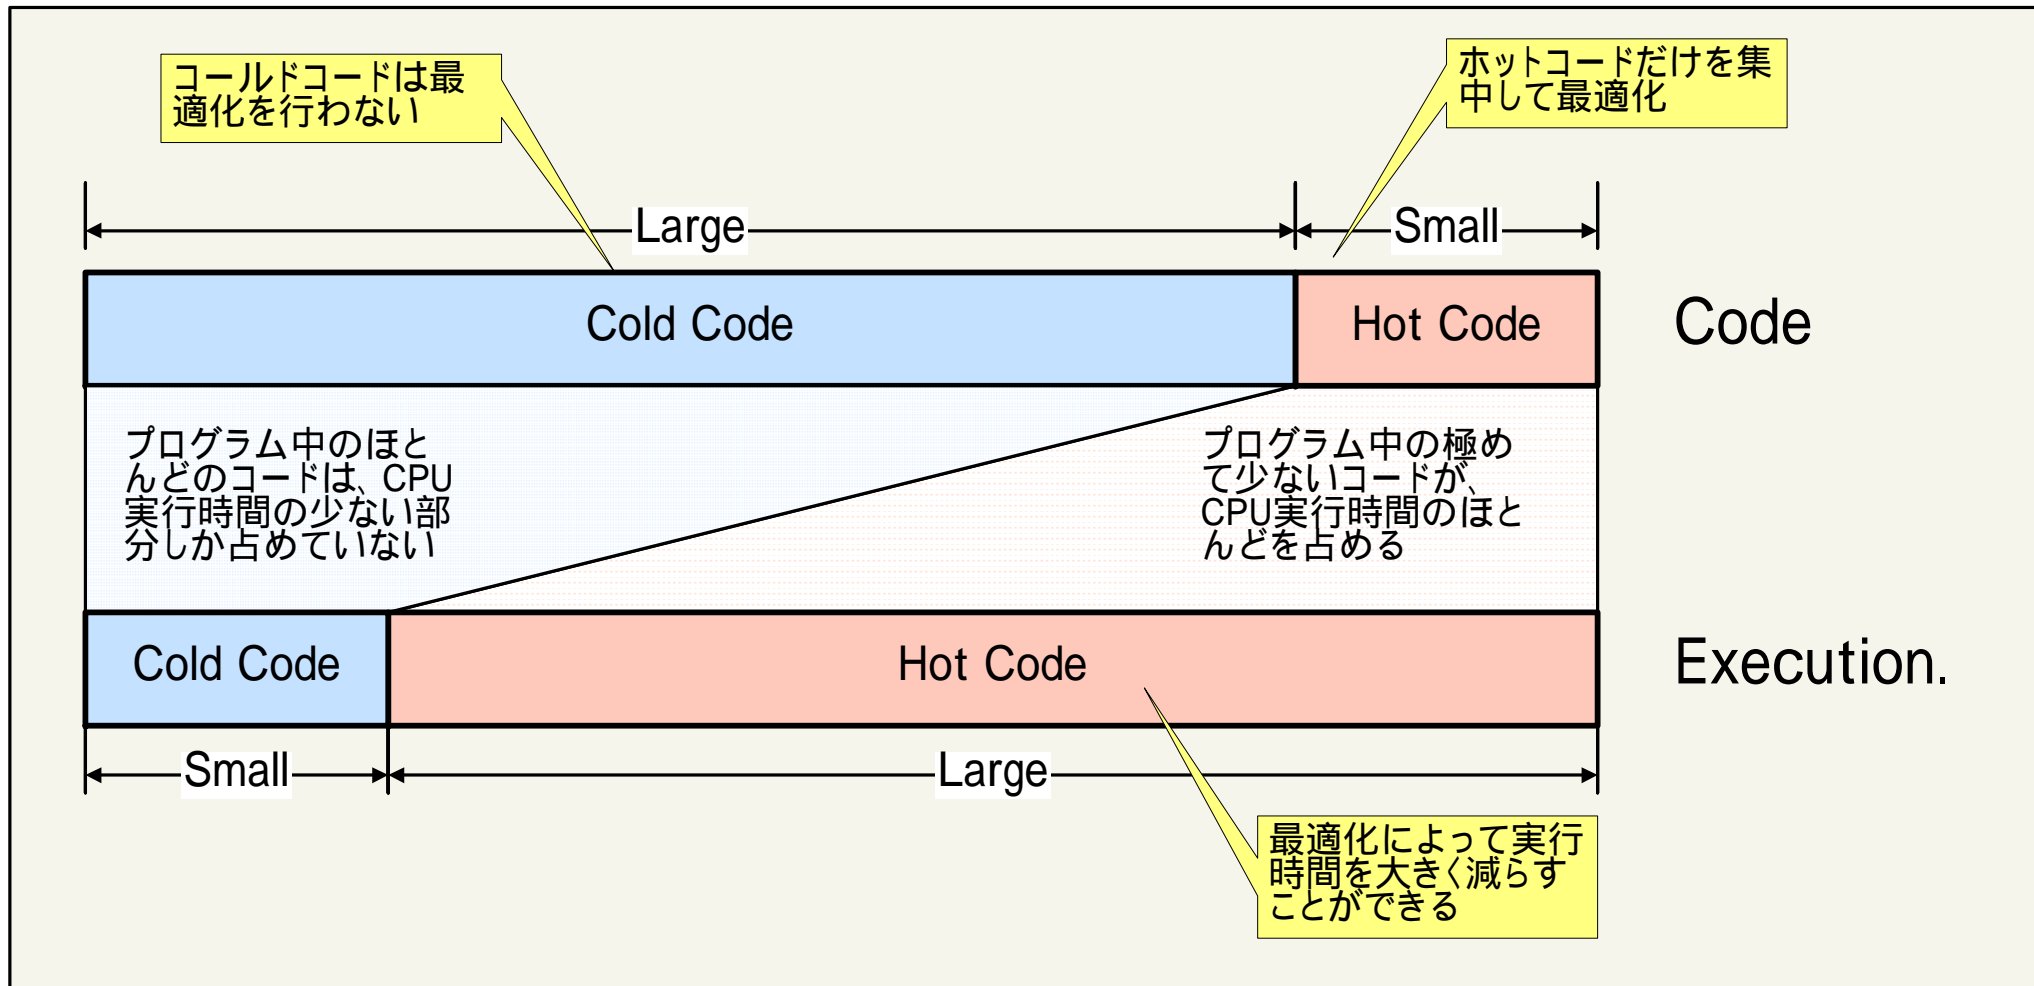 コールドコードは最
適化を行わない
ホットコードだけを集
中して最適化
Large
Small
Cold Code
Hot Code
Code
プログラム中のほと
んどのコードは、CPU
実行時間の少ない部
分しか占めていない
プログラム中の極め
て少ないコードが、
CPU実行時間のほと
んどを占める
Cold Code
Hot Code
Execution.
Small
Large
最適化によって実行
時間を大きく減らす
ことができる